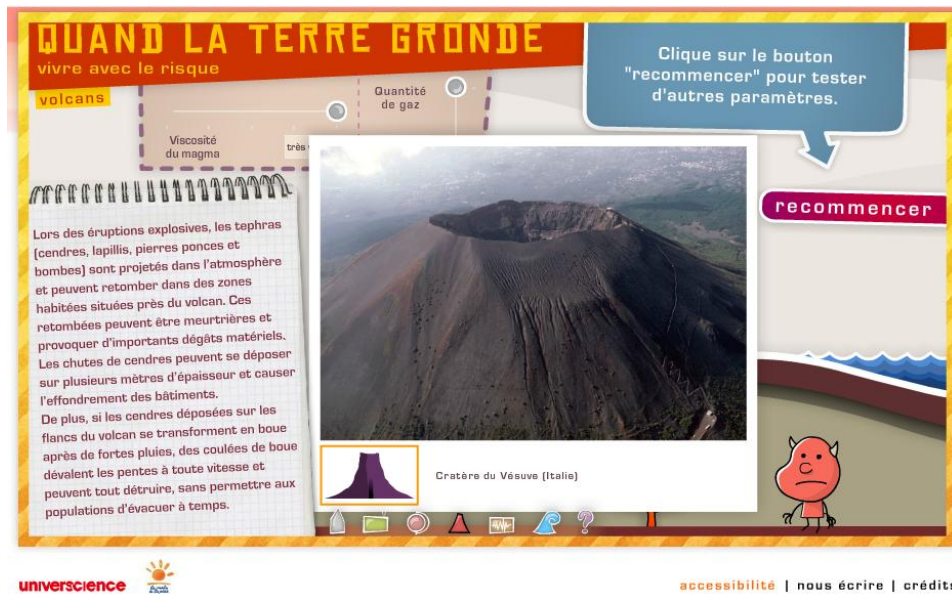 QUAND LA TERRE GRONDE
vivre avec le risque
volcans
Clique sur le bouton
"recommencer" pour tester
d'autres paramètres.
Quantité
de gaz
Viscosité
du magma
très
recommencer
Lors des éruptions explosives, les tephras
(cendres, lapillis, pierres ponces et
bombes) sont projetés dans l'atmosphère
et peuvent retomber dans des zones
habitées situées près du volcan. Ces
retombées peuvent être meurtrières et
provoquer d'importants dégâts matériels.
Les chutes de cendres peuvent se déposer
sur plusieurs mètres d'épaisseur et causer
l'effondrement des bâtiments.
De plus, si les cendres déposées sur les
flancs du volcan se transforment en boue
après de fortes pluies, des coulées de boue
dévalent les pentes à toute vitesse et
peuvent tout détruire, sans permettre aux
populations d'évacuer à temps.
Cratère du Vésuve (Italie)
?
universcience
accessibilité | nous écrire | crédits